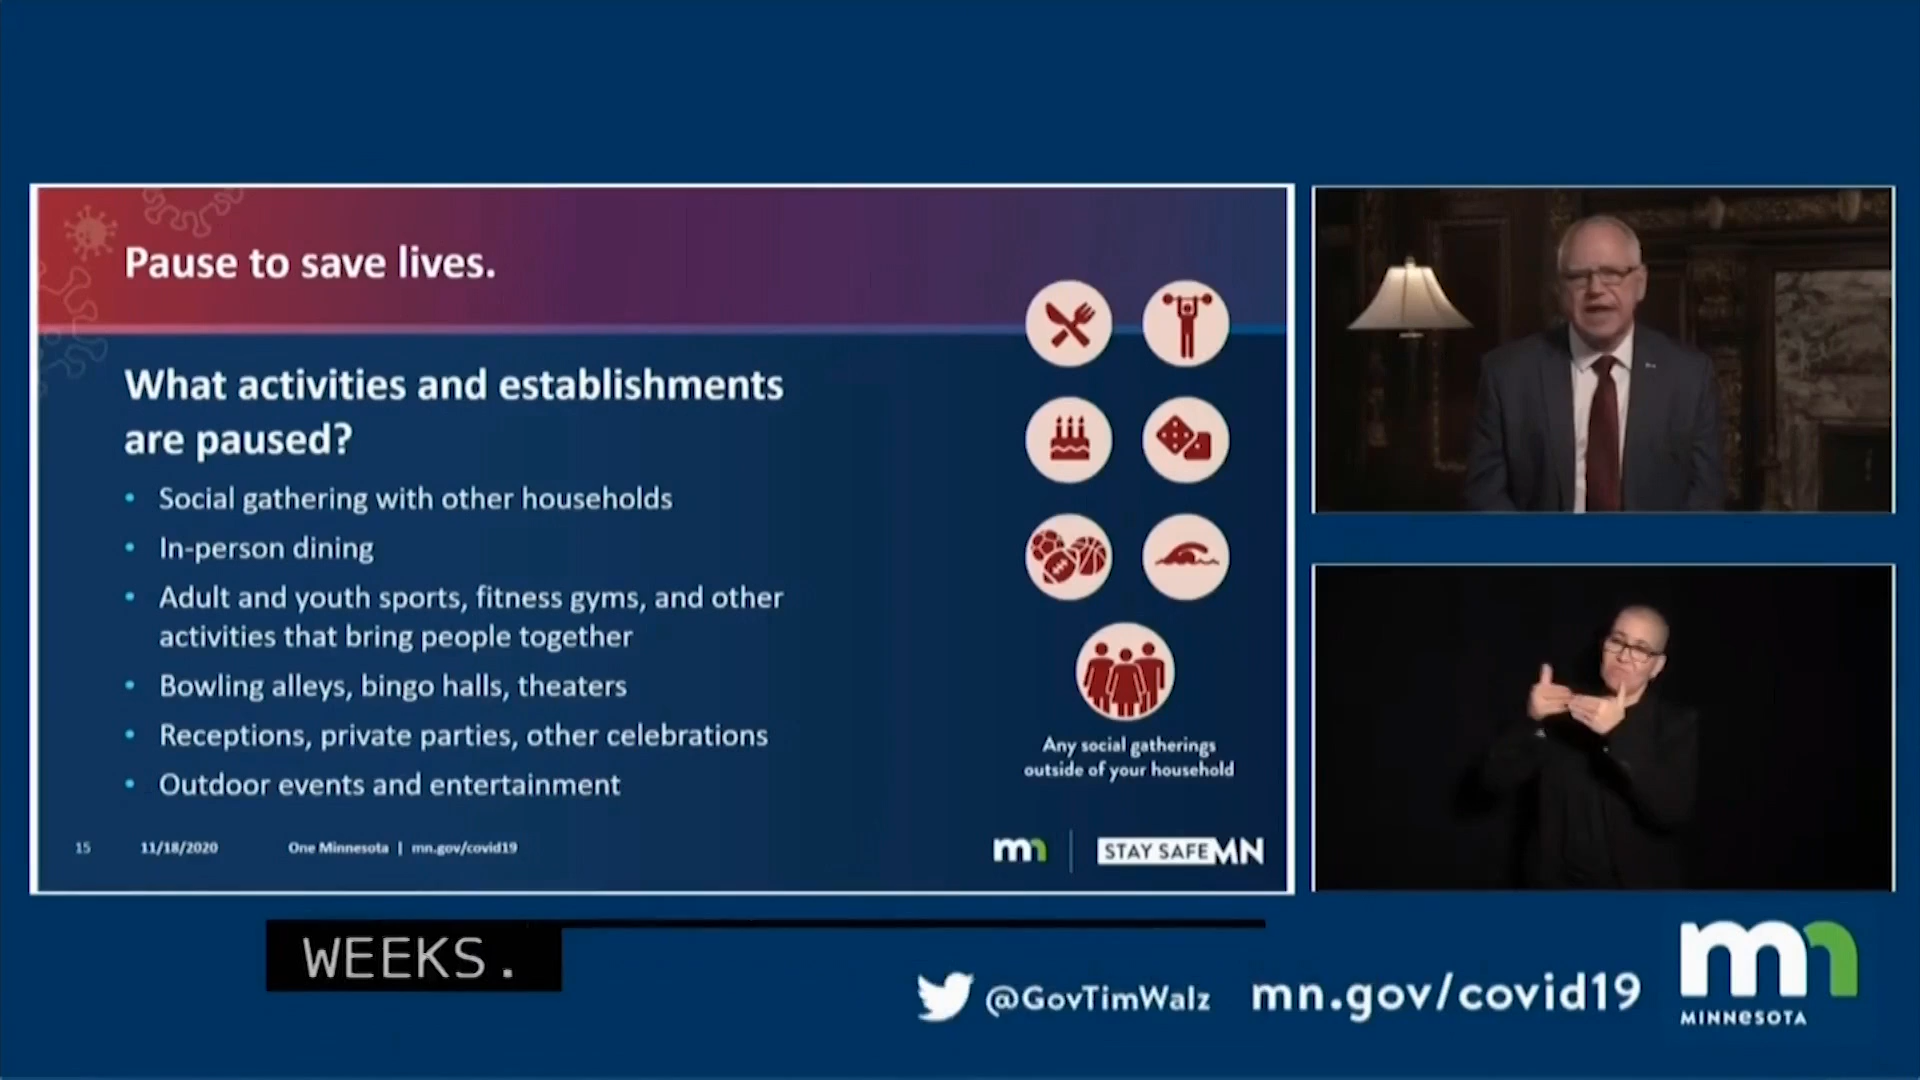 Pause to save lives.
What activities and establishments
are paused?
• Social gathering with other households
• In-person dining
• Adult and youth sports, fitness gyms, and other
activities that bring people together
• Bowling alleys, bingo halls, theaters
• Receptions, private parties, other celebrations
• Outdoor events and entertainment
Any social gatherings
outside of your household
15 11/18/2020 One Minnesota | mn.gov/covid19
mn STAY SAFE MN
WEEKS.
@GovTimWalz mn.gov/covid19
mn
MINNESOTA